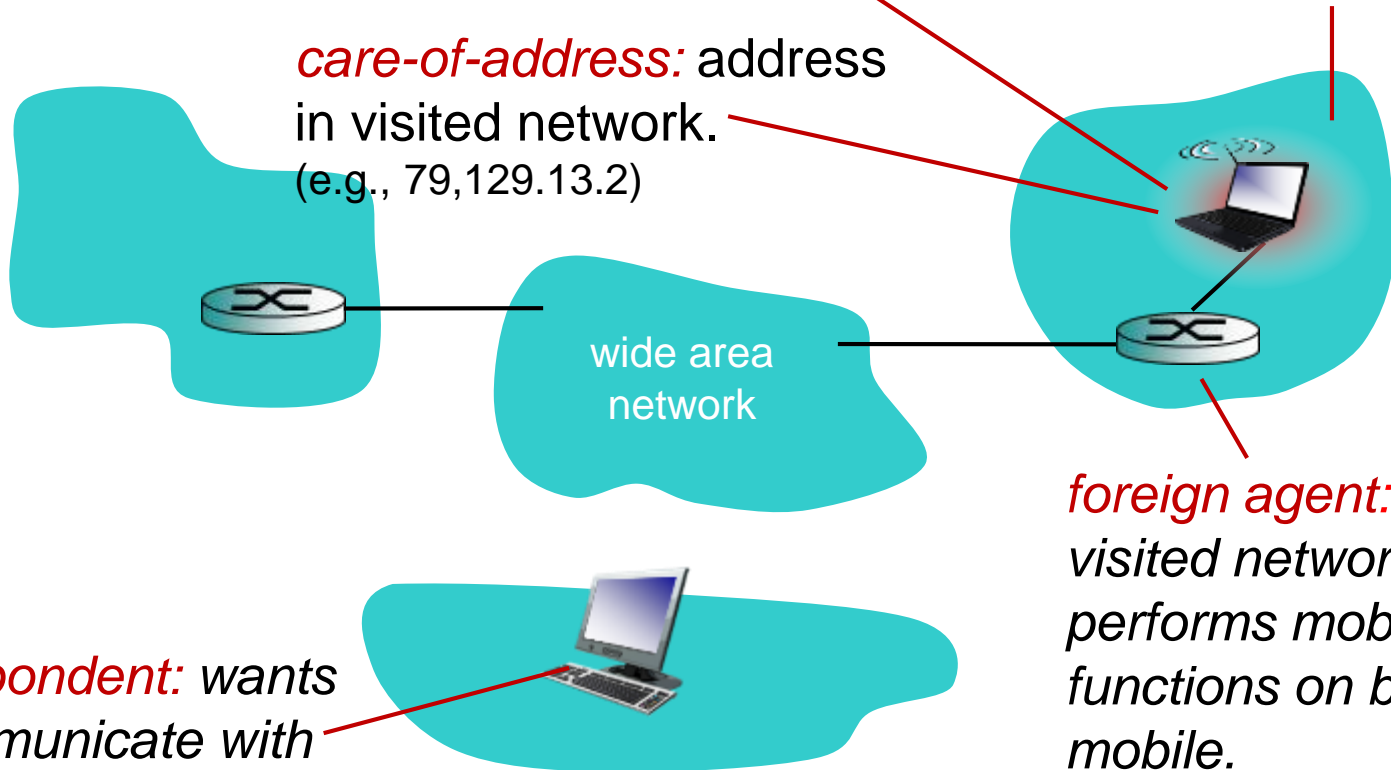 care-of-address: address
in visited network.
(e.g., 79,129.13.2)
wide area
network
foreign agent:
visited networ
performs mob
functions on b
mobile.
pondent: wants
municate with